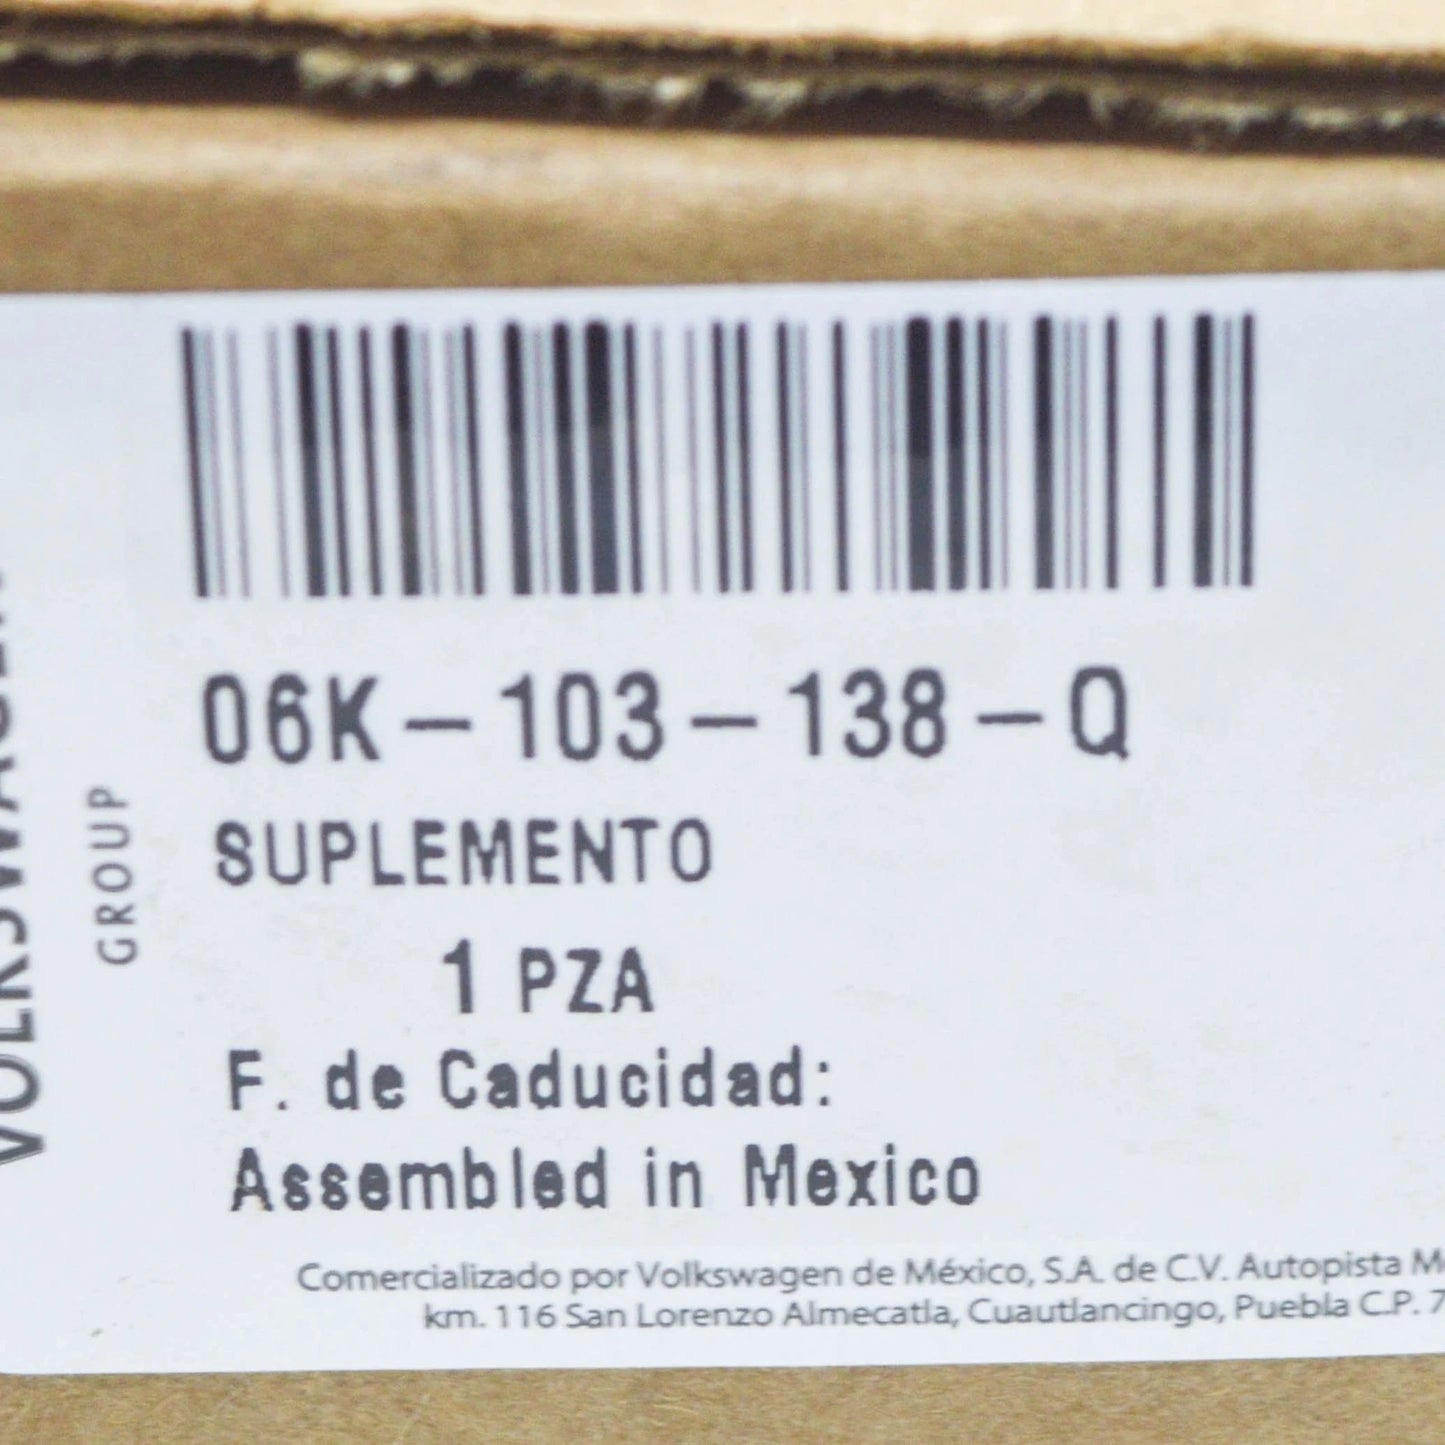 VOLKSWAGEN
GROUP
06K-103-138-Q
SUPLEMENTO
1 PZA
F. de Caducidad:
Assembled in Mexico
Comercializado por Volkswagen de México, S.A. de C.V. Autopista
km. 116 San Lorenzo Almecatla, Cuautlancingo, Puebla C.P.